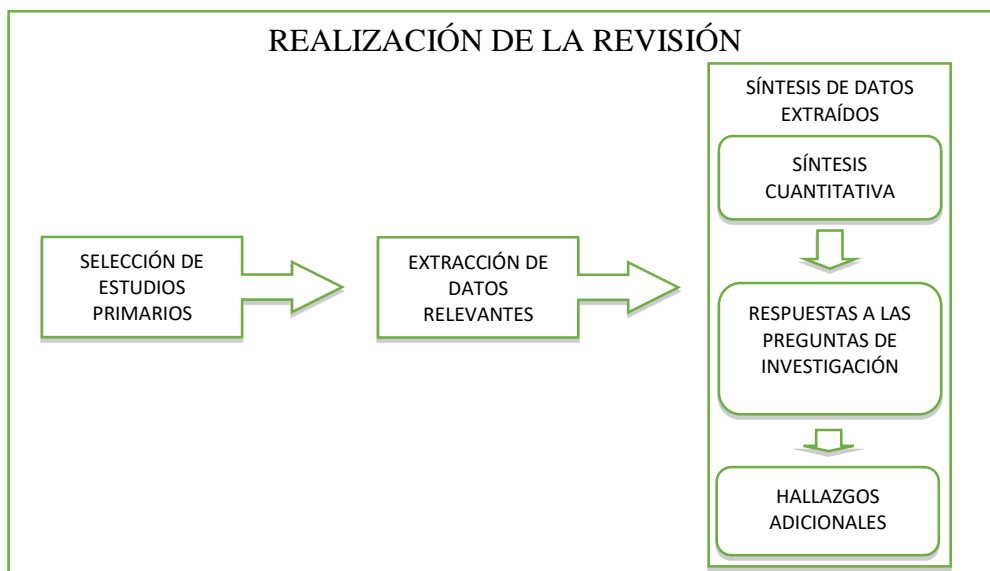 REALIZACIÓN DE LA REVISIÓN
SELECCIÓN DE
ESTUDIOS
PRIMARIOS
EXTRACCIÓN DE
DATOS
RELEVANTES
SÍNTESIS DE DATOS
EXTRAÍDOS
SÍNTESIS
CUANTITATIVA
RESPUESTAS A LAS
PREGUNTAS DE
INVESTIGACIÓN
HALLAZGOS
ADICIONALES